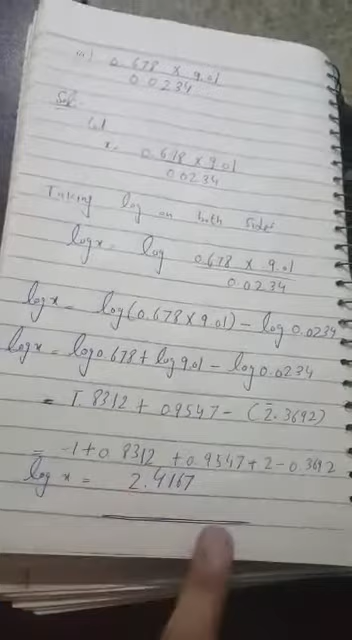 iii) 0.678 × 9.01
0.0234
Sol.
Let
x = 0.678 × 9.01
0.0234
Taking log on both sides
log x = log 0.678 × 9.01
0.0234
log x = log(0.678 × 9.01) - log 0.0234
log x = log 0.678 + log 9.01 - log 0.0234
= 1̄.8312 + 0.9547 - (2̄.3692)
= -1 + 0.8312 + 0.9547 + 2 - 0.3692
log x = 2.4167